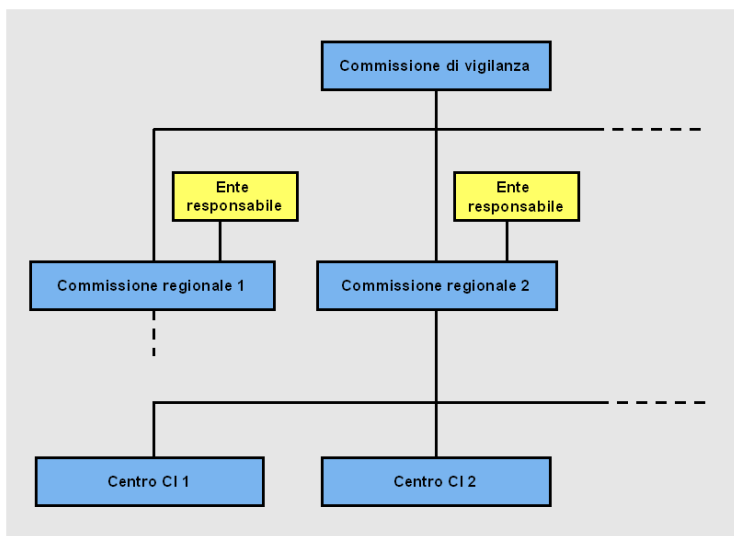 Commissione di vigilanza
Ente
responsabile
Ente
responsabile
Commissione regionale 1
Commissione regionale 2
Centro CI 1
Centro CI 2